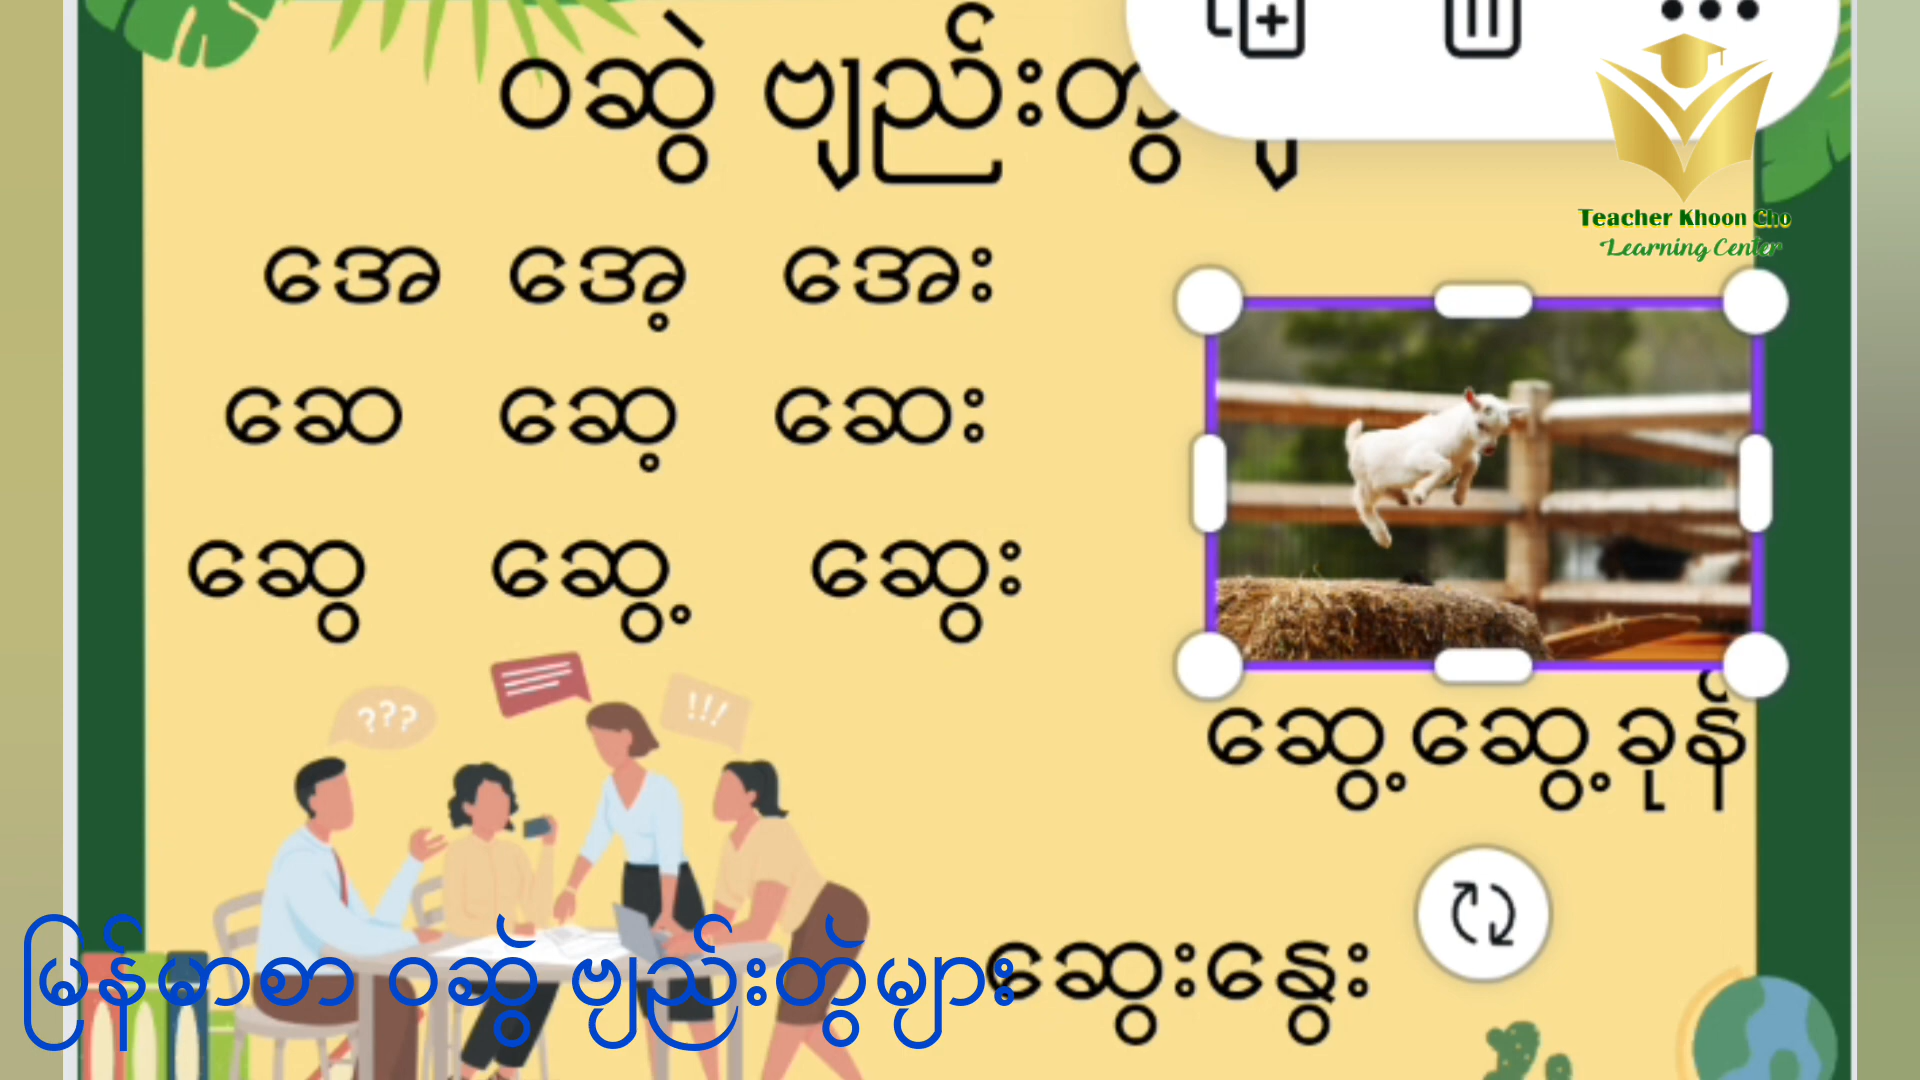 ဝဆွဲ ဗျည်းတွဲ
Teacher Khoon Cho
Learning Center
အေ အေ့ အေး
ဆေ ဆေ့ ဆေး
ဆွေ ဆွေ့ ဆွေး
??? !!!
ဆွေ့ဆွေ့ခုန်
ဆွေးနွေး
မြန်မာစာ ဝဆွဲ ဗျည်းတွဲများ